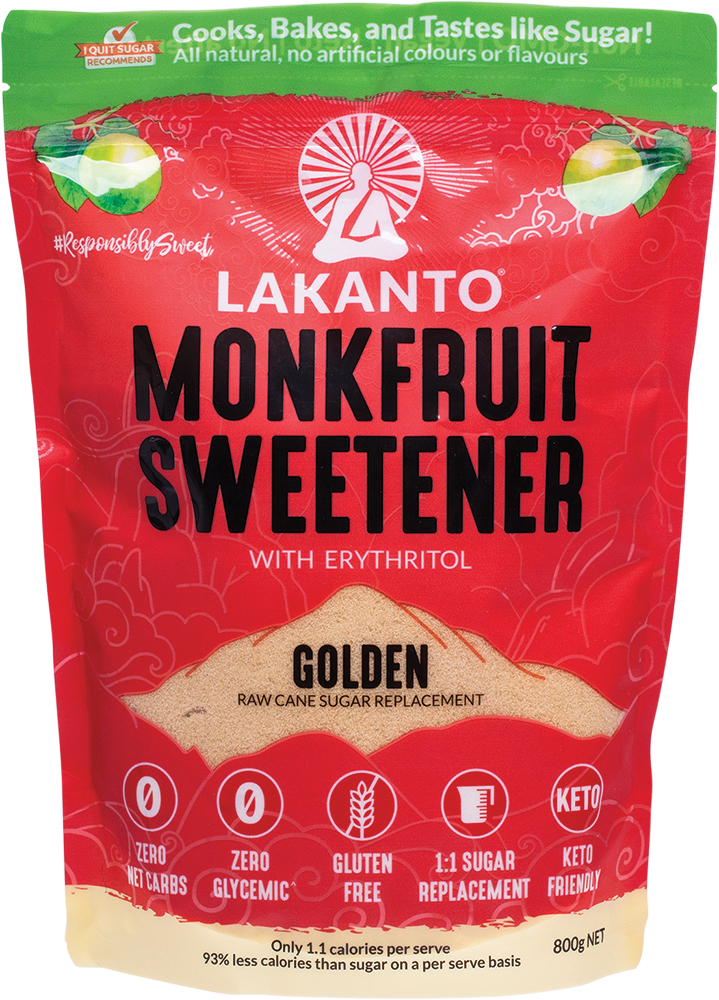 I QUIT SUGAR
RECOMMENDS
Cooks, Bakes, and Tastes like Sugar!
All natural, no artificial colours or flavours
RESEALABLE
#ResponsiblySweet
LAKANTO®
MONKFRUIT
SWEETENER
WITH ERYTHRITOL
GOLDEN
RAW CANE SUGAR REPLACEMENT
0
ZERO
NET CARBS
0
ZERO
GLYCEMIC^
GLUTEN
FREE
1:1 SUGAR
REPLACEMENT
KETO
KETO
FRIENDLY
Only 1.1 calories per serve
93% less calories than sugar on a per serve basis
800g NET